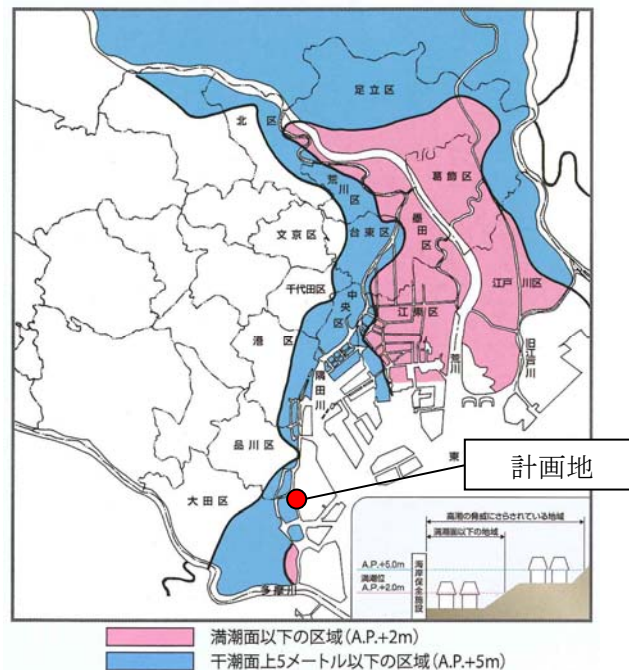 足立区
北区
葛飾区
荒川区
墨田区
台東区
文京区
千代田区
中央区
江戸川区
江東区
港区
隅田川
荒川
旧江戸川
品川区
東
計画地
大田区
多摩川
高潮の脅威にさらされている地域
満潮面以下の地域
A.P.+5.0m
満潮位
A.P.+2.0m
海岸保全施設
満潮面以下の区域(A.P.+2m)
干潮面上5メートル以下の区域(A.P.+5m)